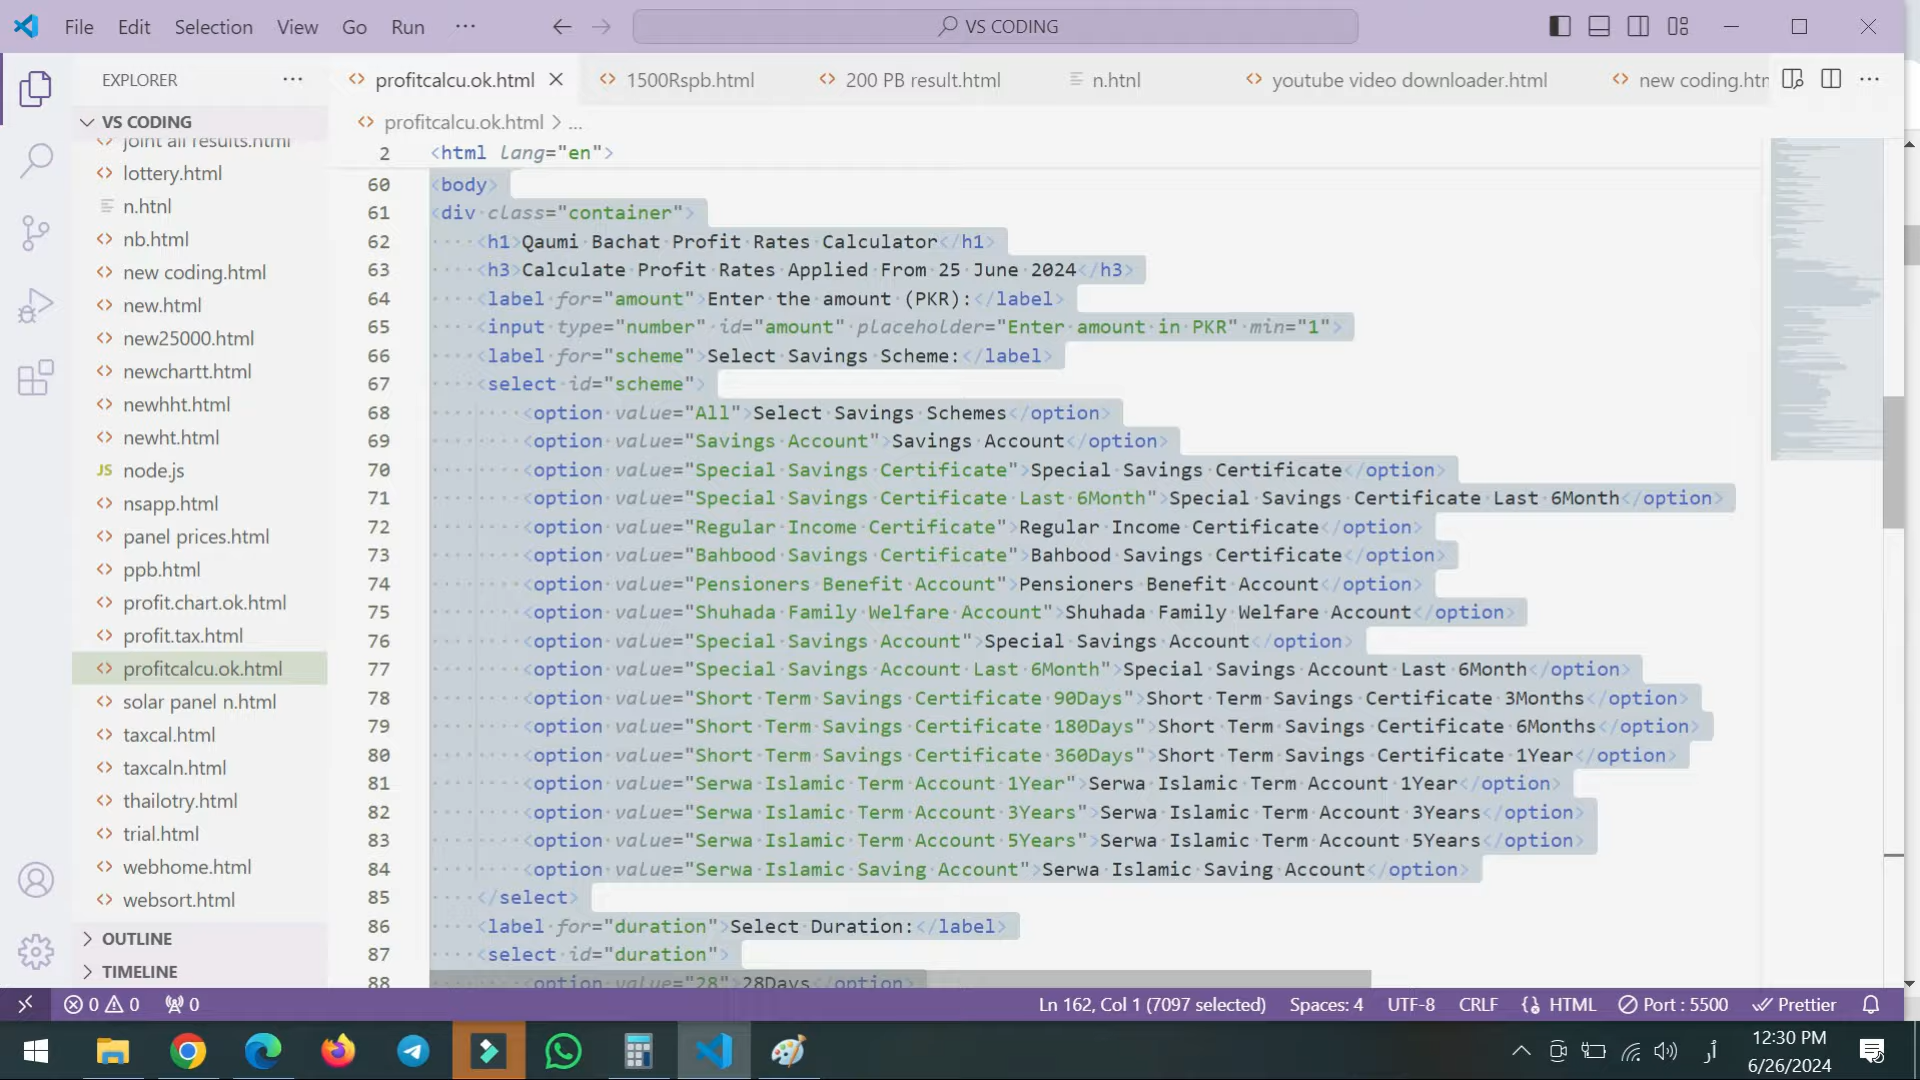 File Edit Selection View Go Run ···
VS CODING
EXPLORER ···
profitcalcu.ok.html
1500Rspb.html
200 PB result.html
n.htnl
youtube video downloader.html
new coding.htm
VS CODING
joint all results.html
lottery.html
n.htnl
nb.html
new coding.html
new.html
new25000.html
newchartt.html
newhht.html
newht.html
JS node.js
nsapp.html
panel prices.html
ppb.html
profit.chart.ok.html
profit.tax.html
profitcalcu.ok.html
solar panel n.html
taxcal.html
taxcaln.html
thailotry.html
trial.html
webhome.html
websort.html
OUTLINE
TIMELINE
profitcalcu.ok.html > ...
2 <html lang="en">
60 <body>
61 <div class="container">
62 <h1>Qaumi Bachat Profit Rates Calculator</h1>
63 <h3>Calculate Profit Rates Applied From 25 June 2024</h3>
64 <label for="amount">Enter the amount (PKR):</label>
65 <input type="number" id="amount" placeholder="Enter amount in PKR" min="1">
66 <label for="scheme">Select Savings Scheme:</label>
67 <select id="scheme">
68 <option value="All">Select Savings Schemes</option>
69 <option value="Savings Account">Savings Account</option>
70 <option value="Special Savings Certificate">Special Savings Certificate</option>
71 <option value="Special Savings Certificate Last 6Month">Special Savings Certificate Last 6Month</option>
72 <option value="Regular Income Certificate">Regular Income Certificate</option>
73 <option value="Bahbood Savings Certificate">Bahbood Savings Certificate</option>
74 <option value="Pensioners Benefit Account">Pensioners Benefit Account</option>
75 <option value="Shuhada Family Welfare Account">Shuhada Family Welfare Account</option>
76 <option value="Special Savings Account">Special Savings Account</option>
77 <option value="Special Savings Account Last 6Month">Special Savings Account Last 6Month</option>
78 <option value="Short Term Savings Certificate 90Days">Short Term Savings Certificate 3Months</option>
79 <option value="Short Term Savings Certificate 180Days">Short Term Savings Certificate 6Months</option>
80 <option value="Short Term Savings Certificate 360Days">Short Term Savings Certificate 1Year</option>
81 <option value="Serwa Islamic Term Account 1Year">Serwa Islamic Term Account 1Year</option>
82 <option value="Serwa Islamic Term Account 3Years">Serwa Islamic Term Account 3Years</option>
83 <option value="Serwa Islamic Term Account 5Years">Serwa Islamic Term Account 5Years</option>
84 <option value="Serwa Islamic Saving Account">Serwa Islamic Saving Account</option>
85 </select>
86 <label for="duration">Select Duration:</label>
87 <select id="duration">
88 <option value="28">28Days</option>
0 0 0
Ln 162, Col 1 (7097 selected) Spaces: 4 UTF-8 CRLF HTML Port : 5500 Prettier
12:30 PM
6/26/2024